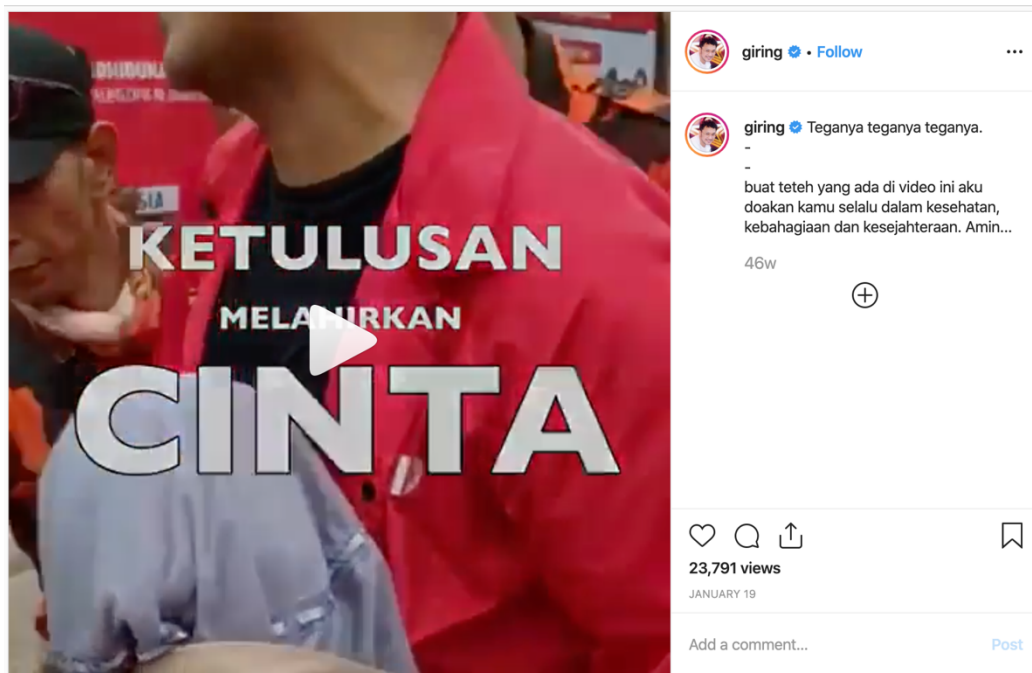 KETULUSAN
MELAHIRKAN
CINTA
giring • Follow
giring Teganya teganya teganya.
-
-
buat teteh yang ada di video ini aku
doakan kamu selalu dalam kesehatan,
kebahagiaan dan kesejahteraan. Amin...
46w
23,791 views
JANUARY 19
Add a comment...
Post